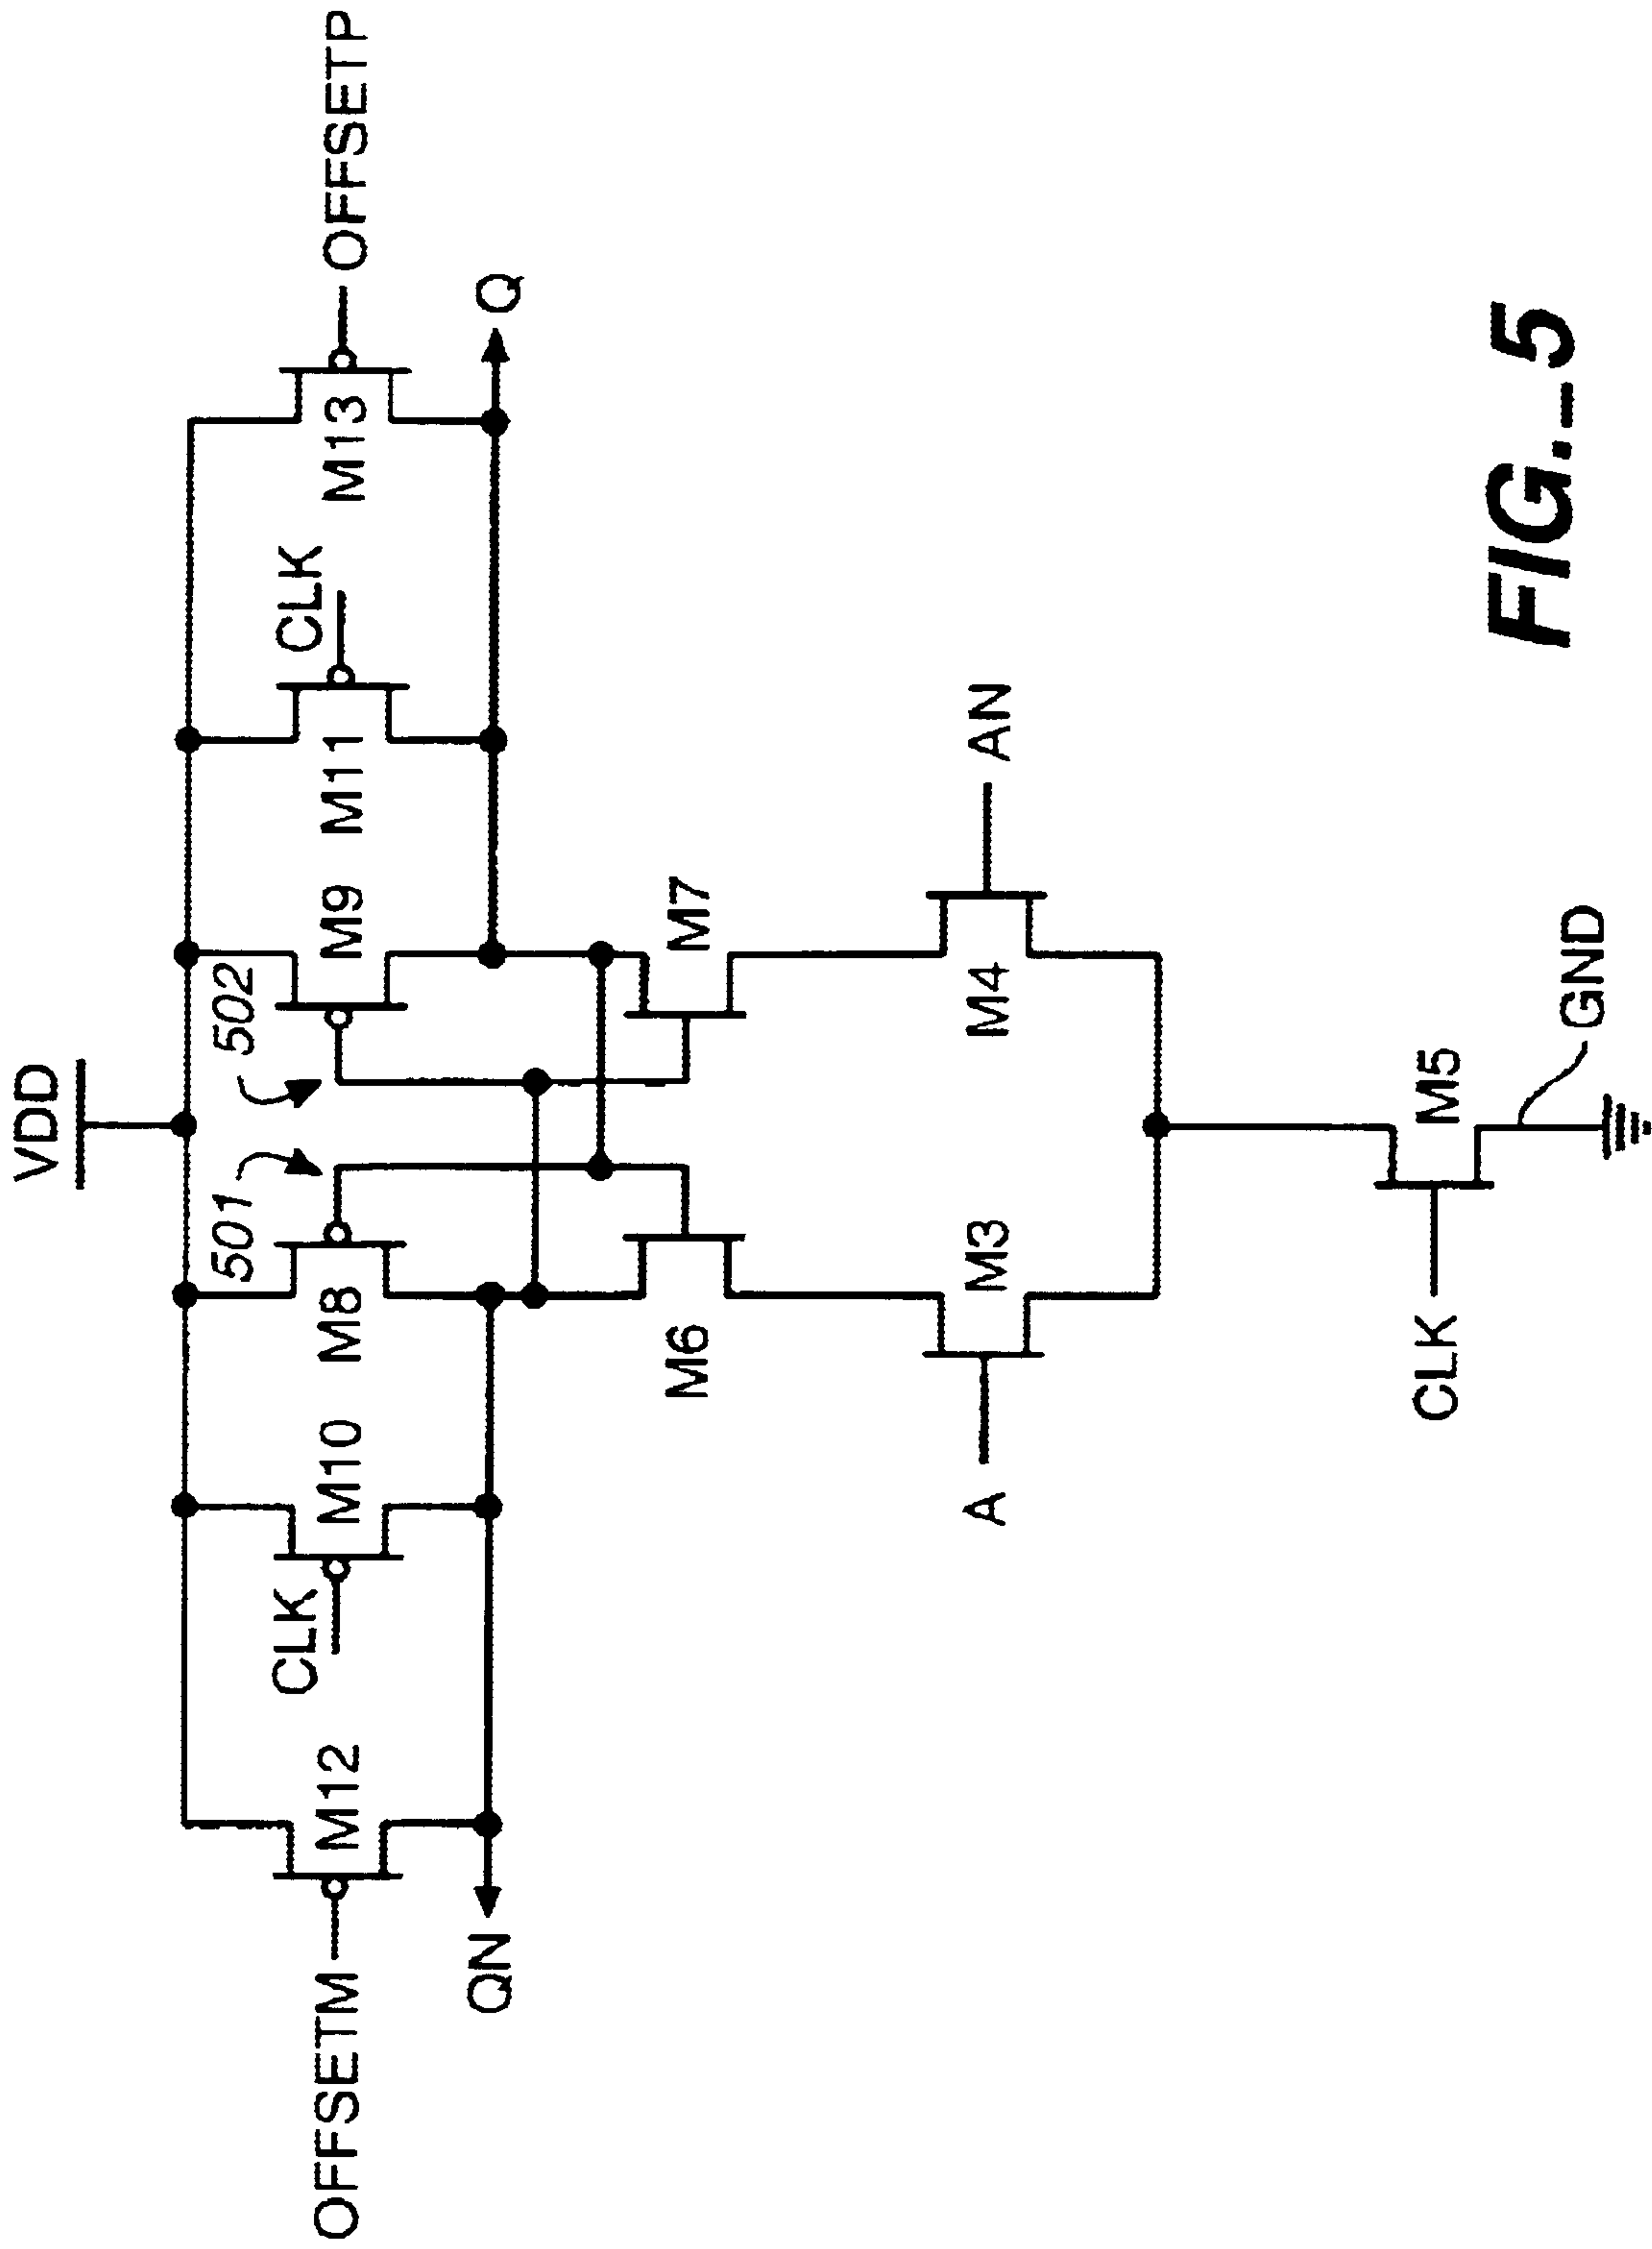 VDD
501
502
OFFSETM
M12
CLK
M10
M8
M9
M11
CLK
M13
OFFSETP
QN
Q
M6
M7
A
M3
M4
AN
CLK
M5
GND
FIG._5